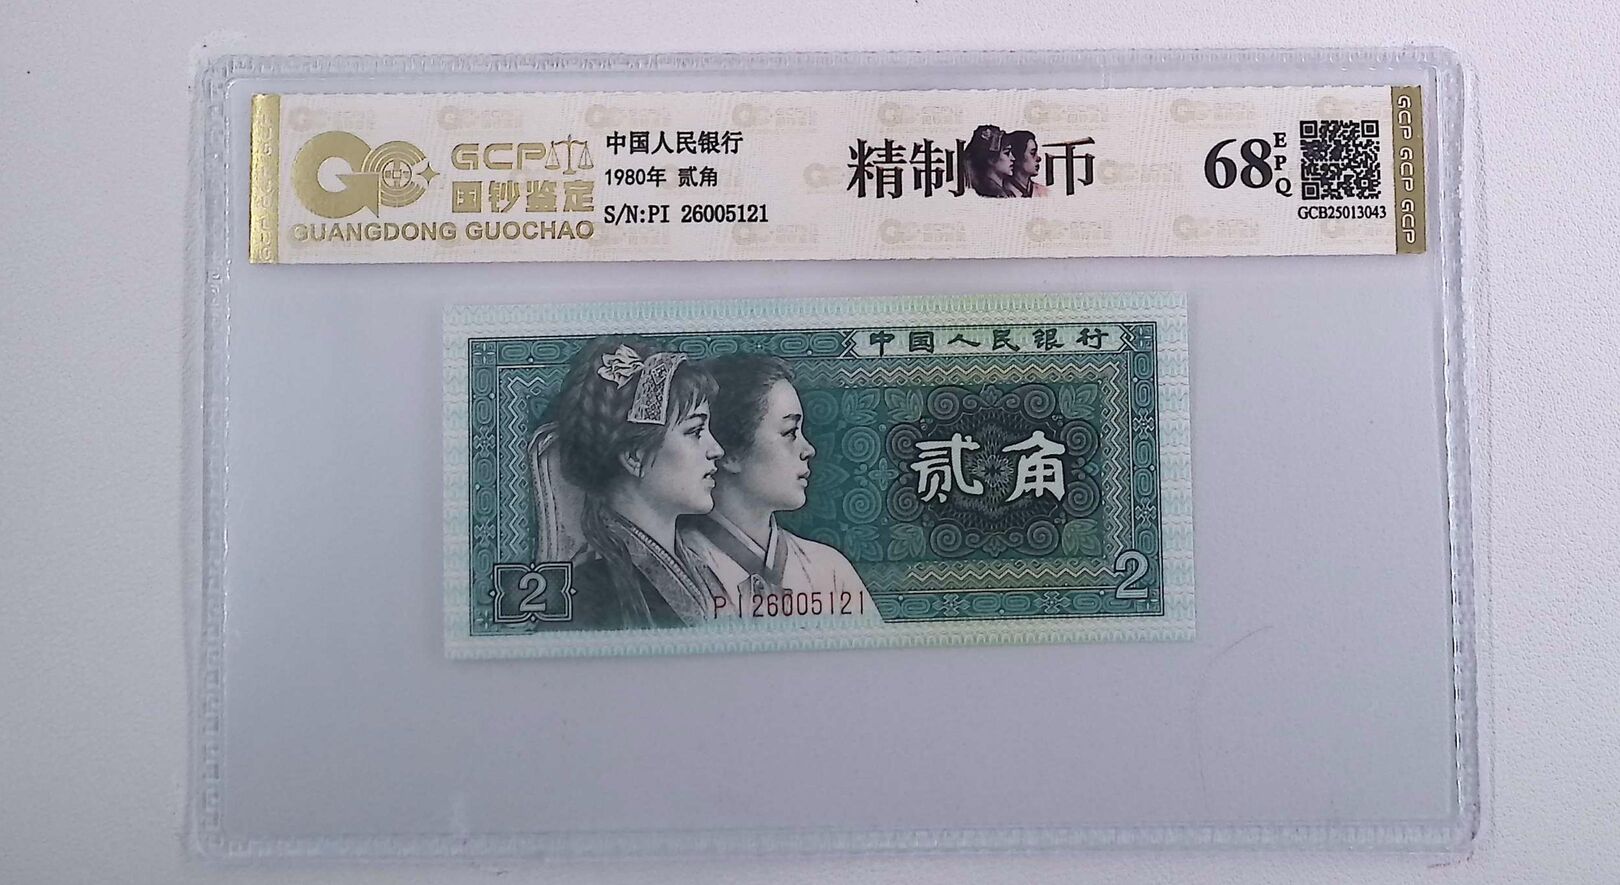 GCP
国钞鉴定
GUANGDONG GUOCHAO
中国人民银行
1980年 贰角
S/N:PI 26005121
精制币
68
EPQ
GCB25013043
GCP GCP GCP
中国人民银行
贰角
2
2
PI26005121